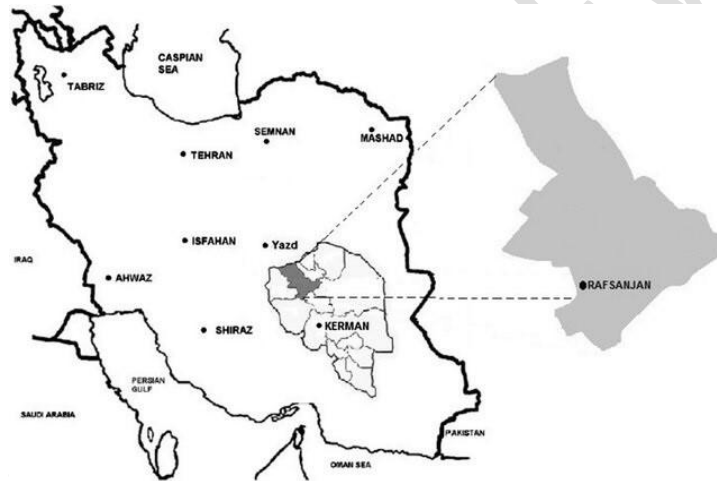 CASPIAN
SEA
TABRIZ
SEMNAN
MASHAD
TEHRAN
ISFAHAN
Yazd
IRAQ
AHWAZ
RAFSANJAN
SHIRAZ
KERMAN
PERSIAN
GULF
SAUDI ARABIA
PAKISTAN
OMAN SEA